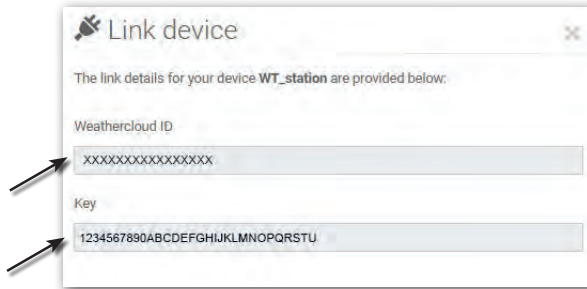 Link device
The link details for your device WT_station are provided below:
Weathercloud ID
XXXXXXXXXXXXXXXX
Key
1234567890ABCDEFGHIJKLMNOPQRSTU